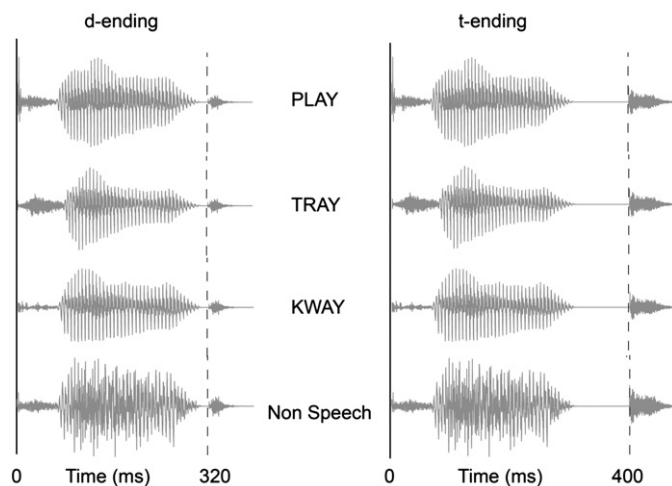 d-ending t-ending
PLAY
TRAY
KWAY
Non Speech
0 Time (ms) 320 0 Time (ms) 400